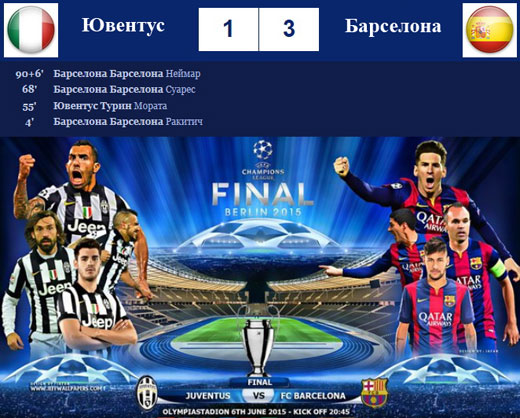 Ювентус 1 3 Барселона
90+6' Барселона Барселона Неймар
68' Барселона Барселона Суарес
55' Ювентус Турин Мората
4' Барселона Барселона Ракитич
CHAMPIONS
LEAGUE
FINAL
BERLIN 2015
Jeep
Jeep
QATAR
AIRWAYS
QATAR
AIRWAYS
QATAR
AIRWAYS
FINAL
JUVENTUS VS FC BARCELONA
OLYMPIASTADION 6TH JUNE 2015 - KICK OFF 20:45